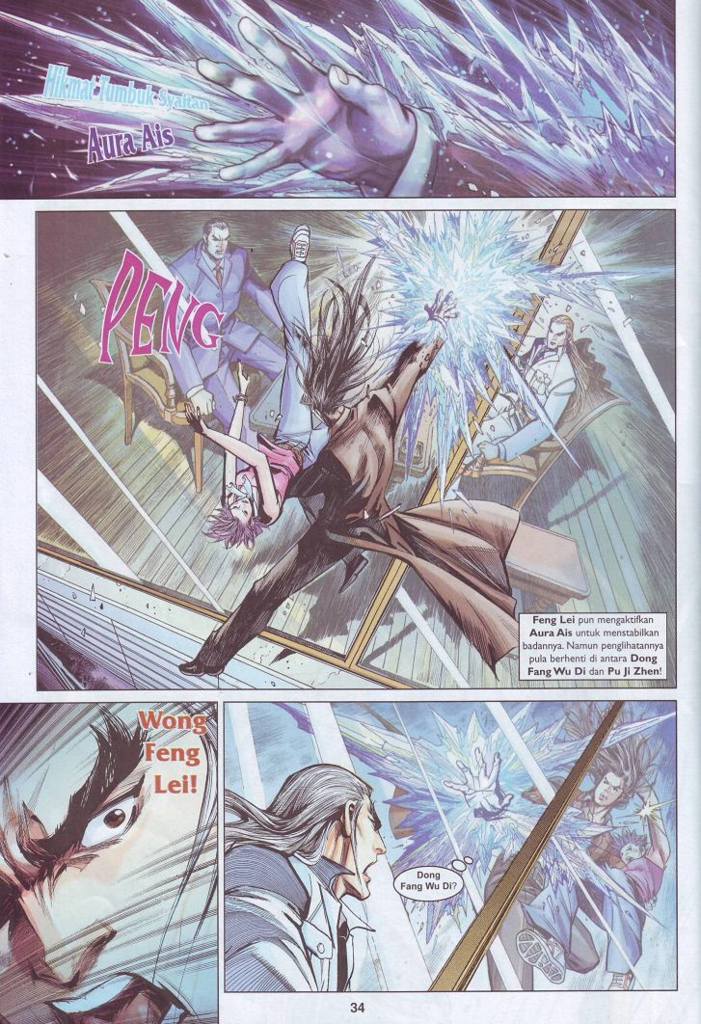 Hikmat Tumbuk Syaitan
Aura Ais
PENG
Feng Lei pun mengaktifkan
Aura Ais untuk menstabilkan
badannya. Namun penglihatannya
pula berhenti di antara Dong
Fang Wu Di dan Pu Ji Zhen!
Wong
Feng
Lei!
Dong
Fang Wu Di?
34